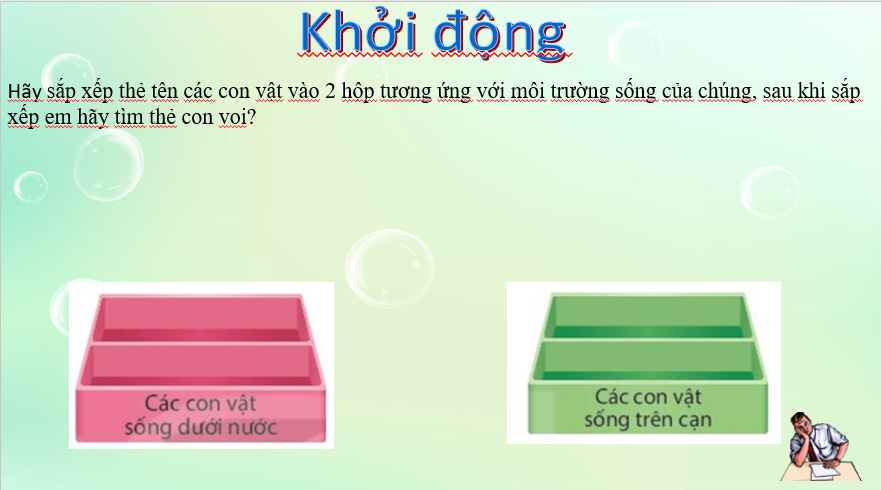 Khởi động
Hãy sắp xếp thẻ tên các con vật vào 2 hộp tương ứng với môi trường sống của chúng, sau khi sắp
xếp em hãy tìm thẻ con voi?
Các con vật
sống dưới nước
Các con vật
sống trên cạn